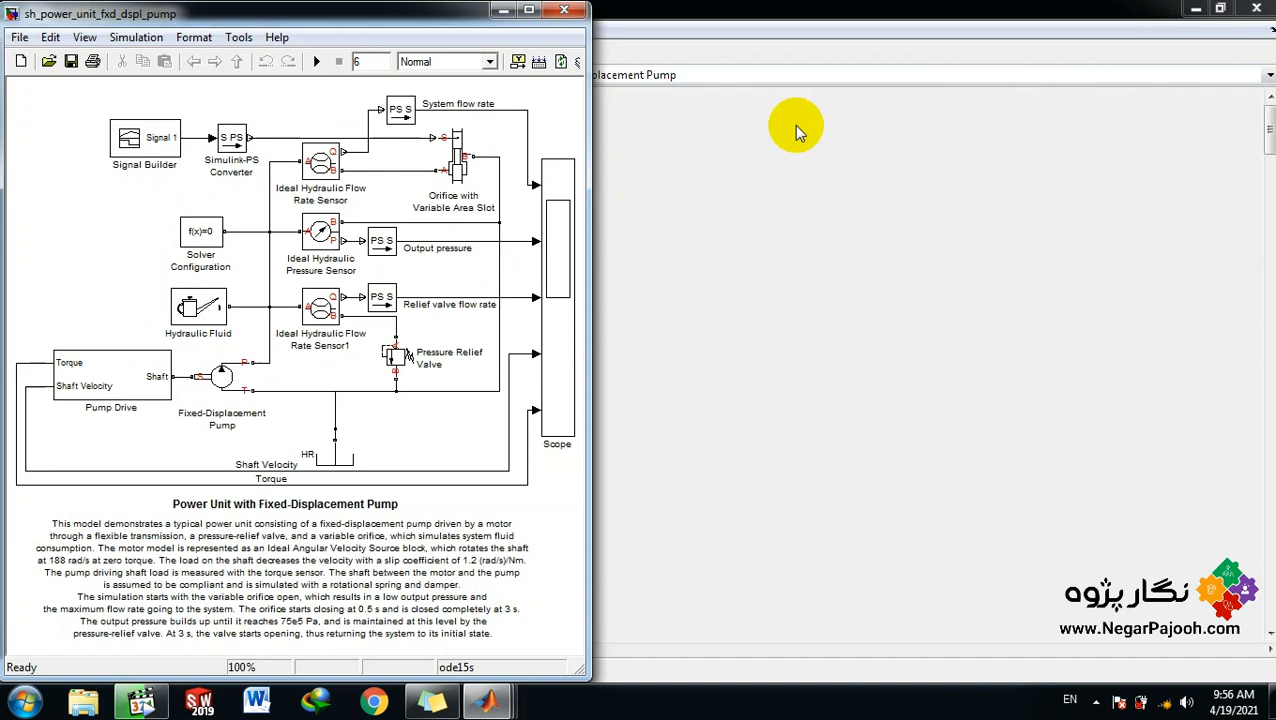 sh_power_unit_fxd_dspl_pump
File Edit View Simulation Format Tools Help
6
Normal
placement Pump
PS S
System flow rate
Signal 1
Signal Builder
S PS
Simulink-PS
Converter
Q
A
B
Ideal Hydraulic Flow
Rate Sensor
S
B
A
Orifice with
Variable Area Slot
f(x)=0
Solver
Configuration
A
B
P
Ideal Hydraulic
Pressure Sensor
PS S
Output pressure
Hydraulic Fluid
Q
A
B
Ideal Hydraulic Flow
Rate Sensor1
PS S
Relief valve flow rate
A
B
Pressure Relief
Valve
Torque
Shaft Velocity
Shaft
Pump Drive
S
P
T
Fixed-Displacement
Pump
Scope
HR
Shaft Velocity
Torque
Power Unit with Fixed-Displacement Pump
This model demonstrates a typical power unit consisting of a fixed-displacement pump driven by a motor
through a flexible transmission, a pressure-relief valve, and a variable orifice, which simulates system fluid
consumption. The motor model is represented as an Ideal Angular Velocity Source block, which rotates the shaft
at 188 rad/s at zero torque. The load on the shaft decreases the velocity with a slip coefficient of 1.2 (rad/s)/Nm.
The pump driving shaft load is measured with the torque sensor. The shaft between the motor and the pump
is assumed to be compliant and is simulated with a rotational spring and damper.
The simulation starts with the variable orifice open, which results in a low output pressure and
the maximum flow rate going to the system. The orifice starts closing at 0.5 s and is closed completely at 3 s.
The output pressure builds up until it reaches 75e5 Pa, and is maintained at this level by the
pressure-relief valve. At 3 s, the valve starts opening, thus returning the system to its initial state.
Ready
100%
ode15s
نگار پژوه
www.NegarPajooh.com
SW
2019
W
EN
9:56 AM
4/19/2021